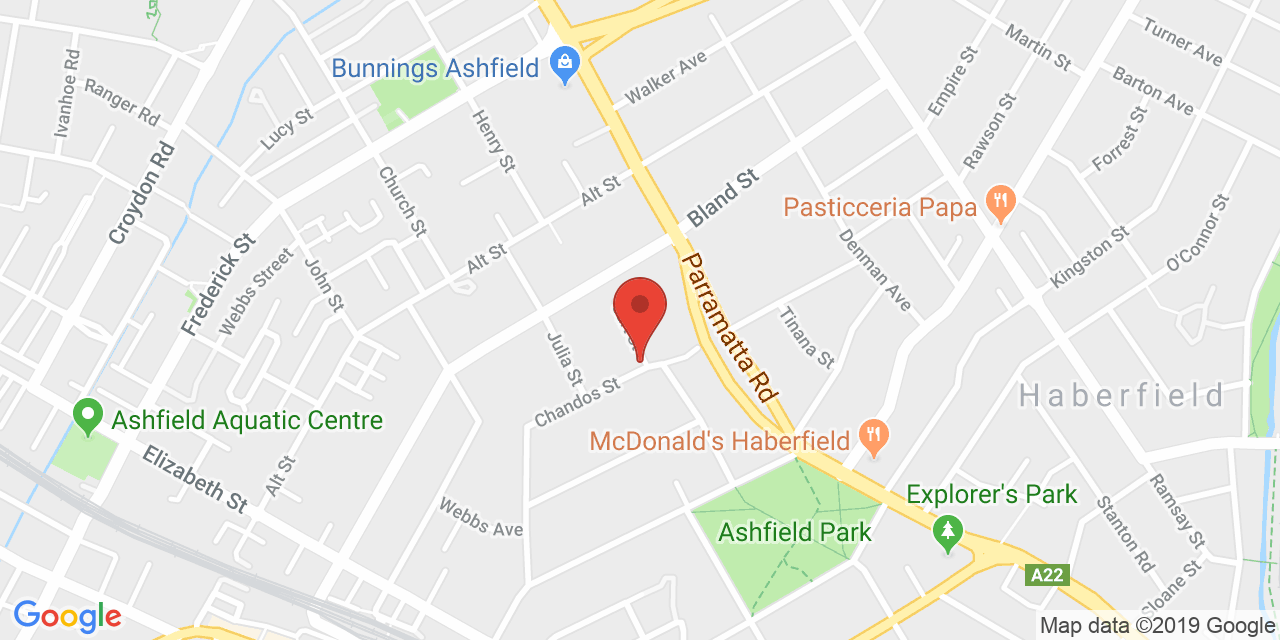 Turner Ave
Martin St
Ivanhoe Rd
Bunnings Ashfield
Walker Ave
Empire St
Barton Ave
Ranger Rd
Lucy St
Henry St
Rawson St
Forrest St
Croydon Rd
Church St
Alt St
Bland St
Pasticceria Papa
Frederick St
Webbs Street
Alt St
Denman Ave
Kingston St
O'Connor St
John St
Parramatta Rd
Tinana St
Julia St
Chandos St
Haberfield
Ashfield Aquatic Centre
McDonald's Haberfield
Elizabeth St
Alt St
Webbs Ave
Explorer's Park
Ashfield Park
Ramsay St
Stanton Rd
A22
Sloane St
Google
Map data ©2019 Google